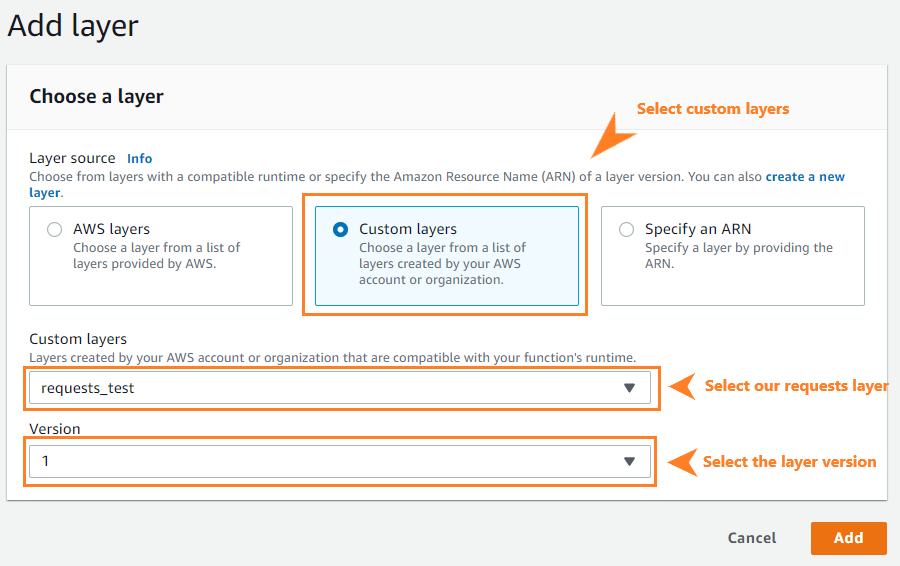 Add layer
Choose a layer
Select custom layers
Layer source Info
Choose from layers with a compatible runtime or specify the Amazon Resource Name (ARN) of a layer version. You can also create a new
layer.
AWS layers
Choose a layer from a list of
layers provided by AWS.
Custom layers
Choose a layer from a list of
layers created by your AWS
account or organization.
Specify an ARN
Specify a layer by providing the
ARN.
Custom layers
Layers created by your AWS account or organization that are compatible with your function's runtime.
requests_test
Select our requests layer
Version
1
Select the layer version
Cancel
Add